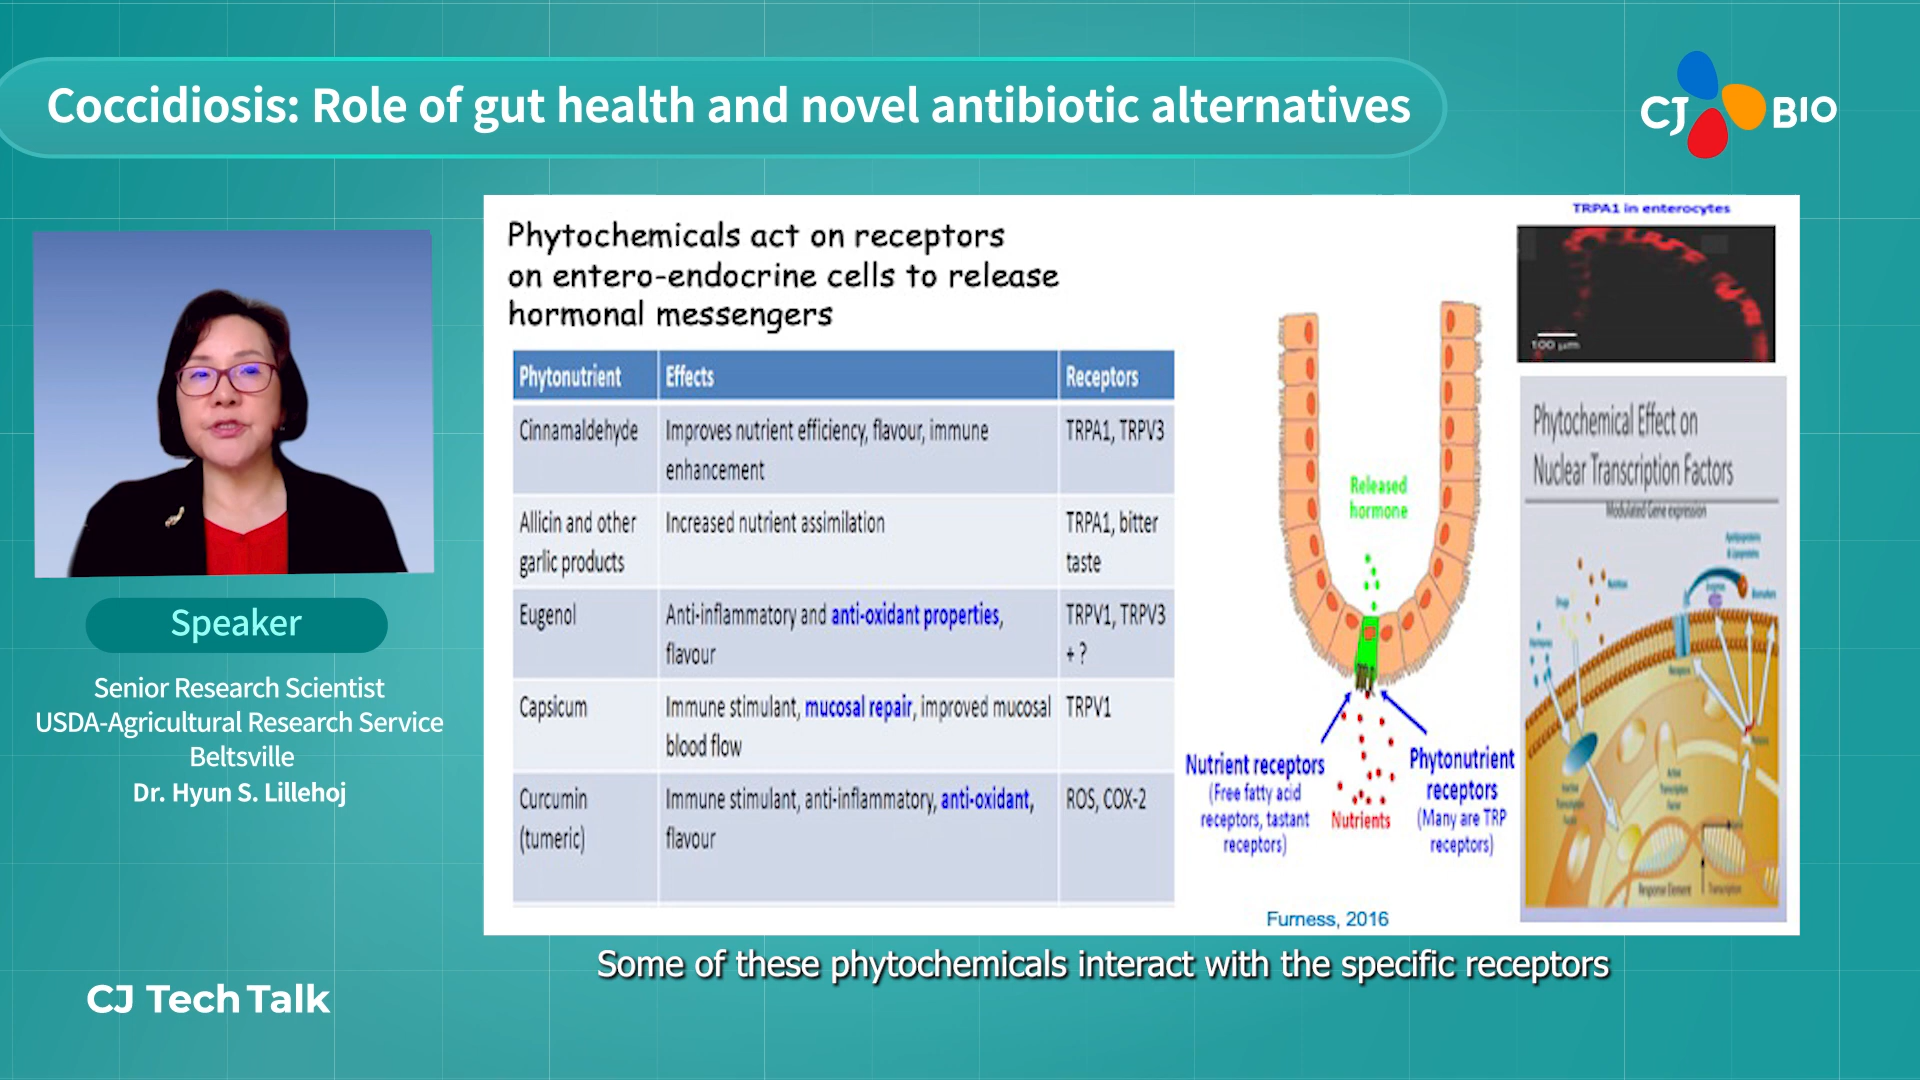 Coccidiosis: Role of gut health and novel antibiotic alternatives
CJ BIO
Speaker
Senior Research Scientist
USDA-Agricultural Research Service
Beltsville
Dr. Hyun S. Lillehoj
CJ Tech Talk
Phytochemicals act on receptors
on entero-endocrine cells to release
hormonal messengers
Phytonutrient Effects Receptors
Cinnamaldehyde Improves nutrient efficiency, flavour, immune TRPA1, TRPV3
enhancement
Allicin and other Increased nutrient assimilation TRPA1, bitter
garlic products taste
Eugenol Anti-inflammatory and anti-oxidant properties, TRPV1, TRPV3
flavour + ?
Capsicum Immune stimulant, mucosal repair, improved mucosal TRPV1
blood flow
Curcumin Immune stimulant, anti-inflammatory, anti-oxidant, ROS, COX-2
(tumeric) flavour
Released
hormone
Nutrient receptors
(Free fatty acid
receptors, tastant
receptors)
Nutrients
Phytonutrient
receptors
(Many are TRP
receptors)
Furness, 2016
TRPA1 in enterocytes
100 µm
Phytochemical Effect on
Nuclear Transcription Factors
Modulated Gene expression
Response Element
Transcription
Some of these phytochemicals interact with the specific receptors